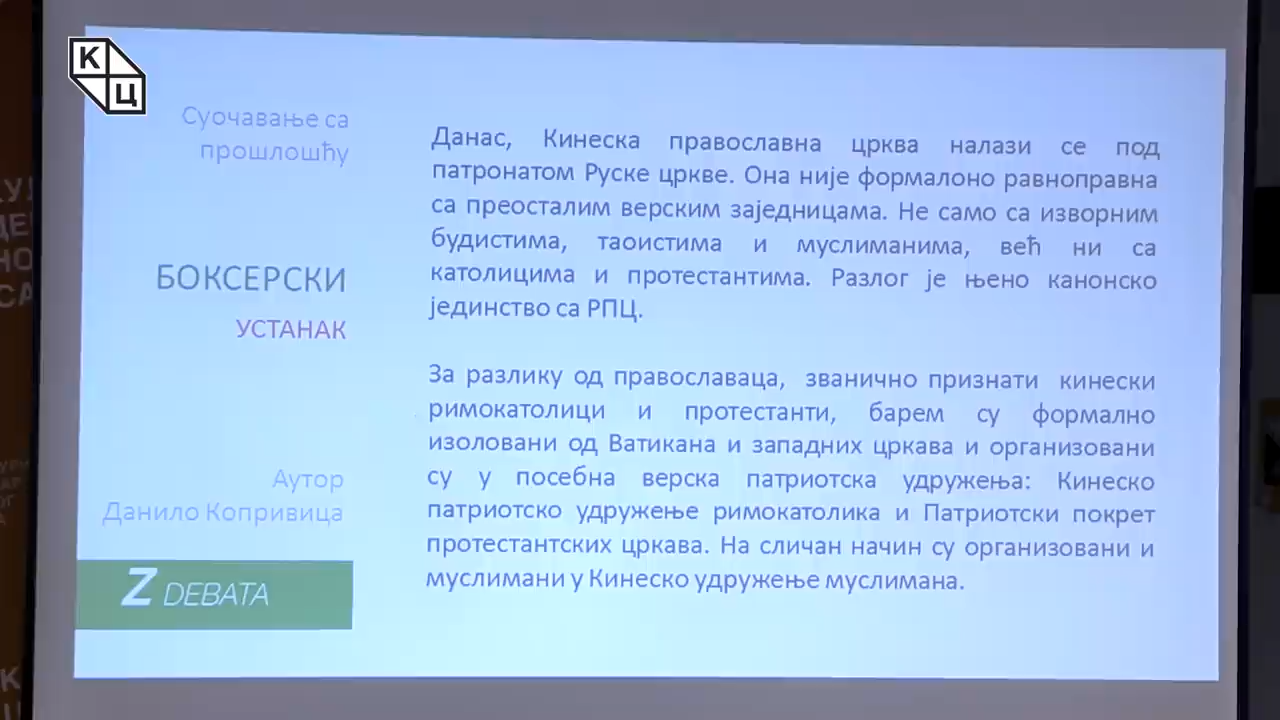 К
Ц
Суочавање са
прошлошћу
БОКСЕРСКИ
УСТАНАК
Аутор
Данило Копривица
Z DEBATA
Данас, Кинеска православна црква налази се под
патронатом Руске цркве. Она није формалоно равноправна
са преосталим верским заједницама. Не само са изворним
будистима, таоистима и муслиманима, већ ни са
католицима и протестантима. Разлог је њено канонско
јединство са РПЦ.
За разлику од православаца, званично признати кинески
римокатолици и протестанти, барем су формално
изоловани од Ватикана и западних цркава и организовани
су у посебна верска патриотска удружења: Кинеско
патриотско удружење римокатолика и Патриотски покрет
протестантских цркава. На сличан начин су организовани и
муслимани у Кинеско удружење муслимана.